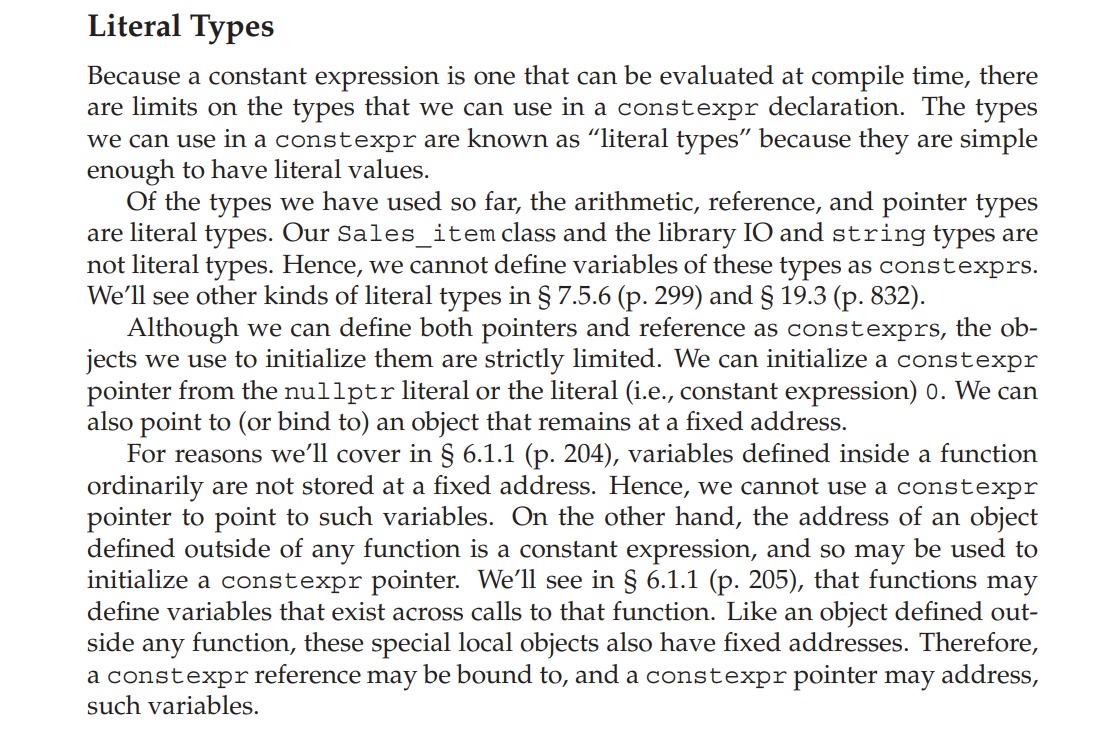 Literal Types
Because a constant expression is one that can be evaluated at compile time, there
are limits on the types that we can use in a constexpr declaration. The types
we can use in a constexpr are known as “literal types” because they are simple
enough to have literal values.
Of the types we have used so far, the arithmetic, reference, and pointer types
are literal types. Our Sales_item class and the library IO and string types are
not literal types. Hence, we cannot define variables of these types as constexprs.
We’ll see other kinds of literal types in § 7.5.6 (p. 299) and § 19.3 (p. 832).
Although we can define both pointers and reference as constexprs, the ob-
jects we use to initialize them are strictly limited. We can initialize a constexpr
pointer from the nullptr literal or the literal (i.e., constant expression) 0. We can
also point to (or bind to) an object that remains at a fixed address.
For reasons we’ll cover in § 6.1.1 (p. 204), variables defined inside a function
ordinarily are not stored at a fixed address. Hence, we cannot use a constexpr
pointer to point to such variables. On the other hand, the address of an object
defined outside of any function is a constant expression, and so may be used to
initialize a constexpr pointer. We’ll see in § 6.1.1 (p. 205), that functions may
define variables that exist across calls to that function. Like an object defined out-
side any function, these special local objects also have fixed addresses. Therefore,
a constexpr reference may be bound to, and a constexpr pointer may address,
such variables.